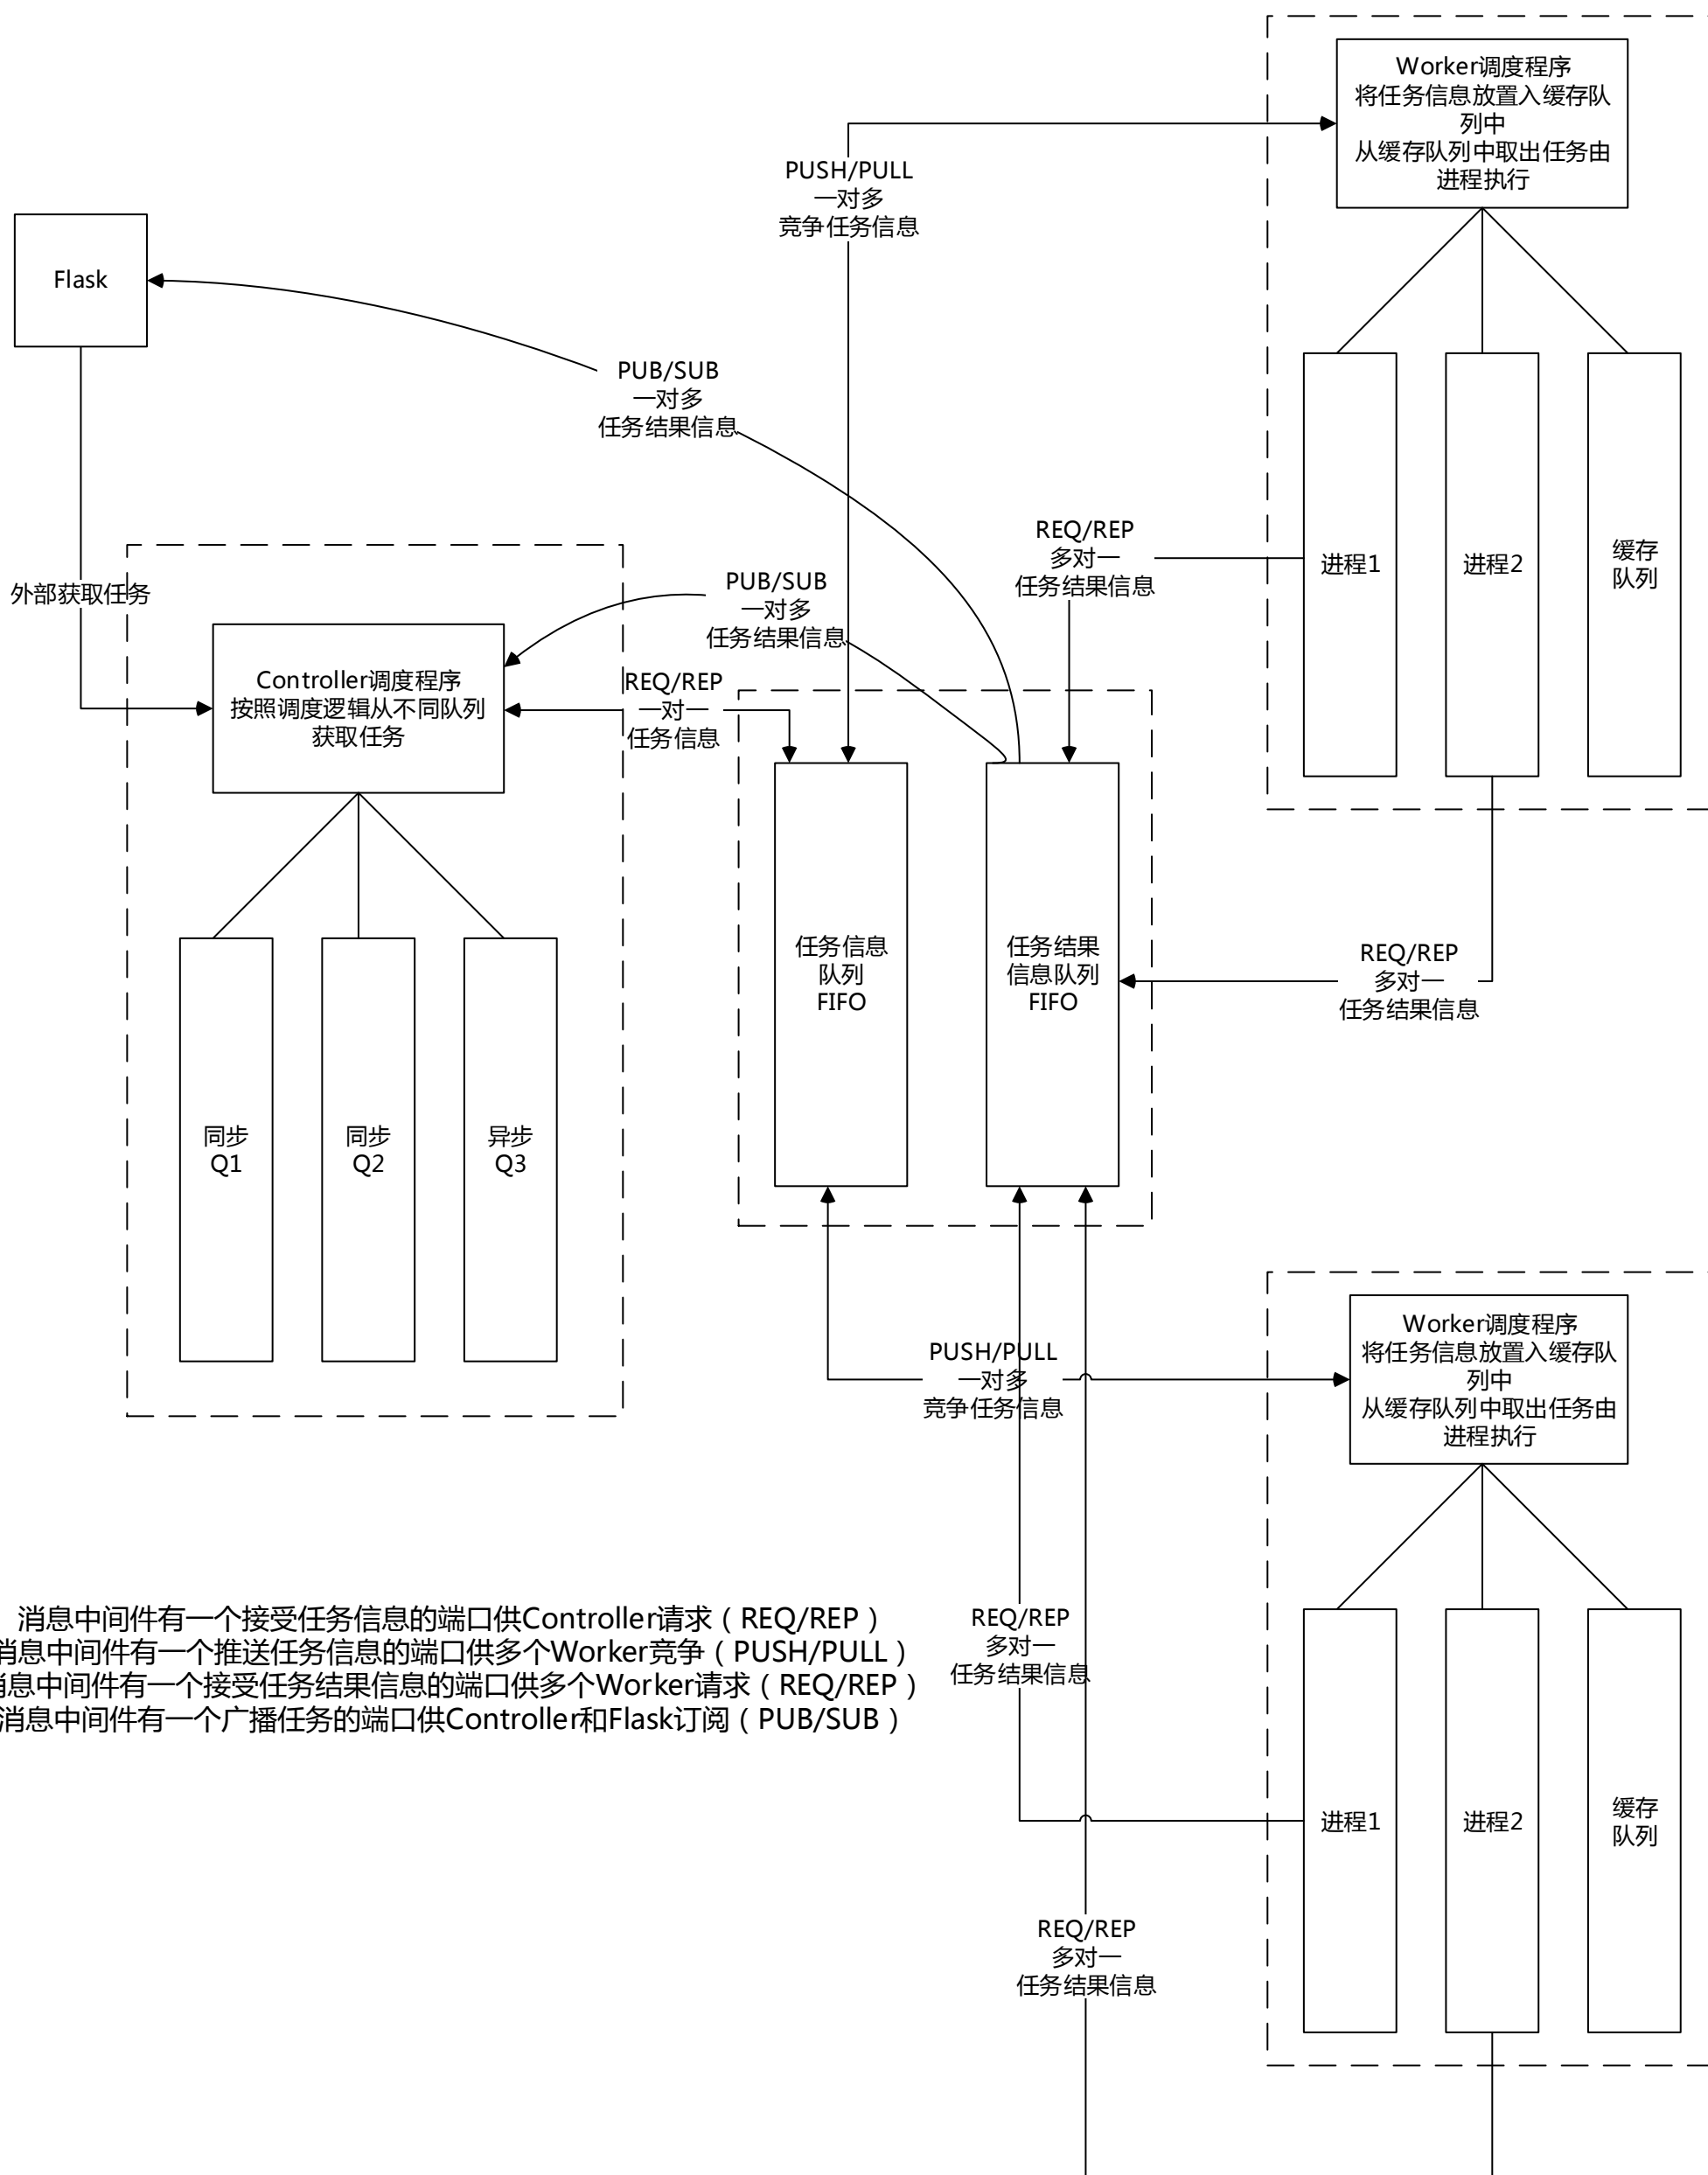 Worker调度程序
将任务信息放置入缓存队
列中
从缓存队列中取出任务由
进程执行
PUSH/PULL
一对多
竞争任务信息
Flask
PUB/SUB
一对多
任务结果信息
REQ/REP
多对一
任务结果信息
进程1
进程2
缓存
队列
外部获取任务
PUB/SUB
一对多
任务结果信息
Controller调度程序
按照调度逻辑从不同队列
获取任务
REQ/REP
一对一
任务信息
任务信息
队列
FIFO
任务结果
信息队列
FIFO
REQ/REP
多对一
任务结果信息
同步
Q1
同步
Q2
异步
Q3
PUSH/PULL
一对多
竞争任务信息
Worker调度程序
将任务信息放置入缓存队
列中
从缓存队列中取出任务由
进程执行
消息中间件有一个接受任务信息的端口供Controller请求（REQ/REP）
消息中间件有一个推送任务信息的端口供多个Worker竞争（PUSH/PULL）
消息中间件有一个接受任务结果信息的端口供多个Worker请求（REQ/REP）
消息中间件有一个广播任务的端口供Controller和Flask订阅（PUB/SUB）
REQ/REP
多对一
任务结果信息
进程1
进程2
缓存
队列
REQ/REP
多对一
任务结果信息